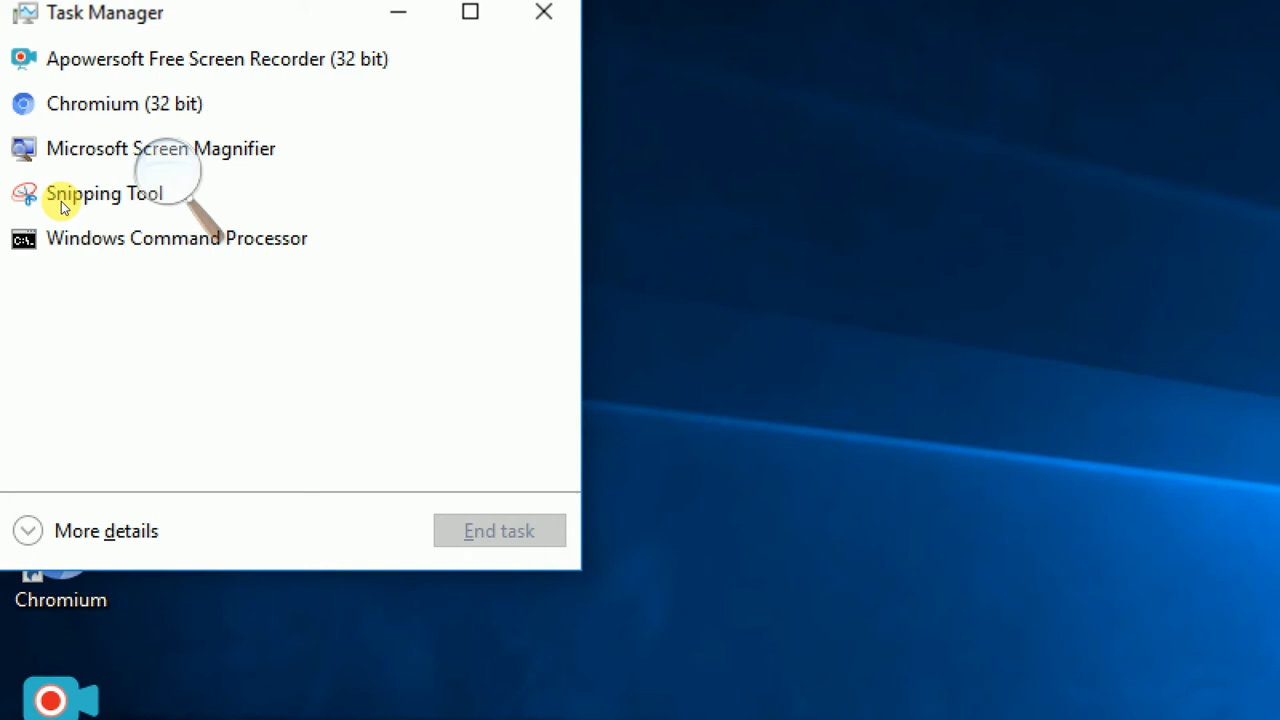 Task Manager
Apowersoft Free Screen Recorder (32 bit)
Chromium (32 bit)
Microsoft Screen Magnifier
Snipping Tool
Windows Command Processor
More details
End task
Chromium